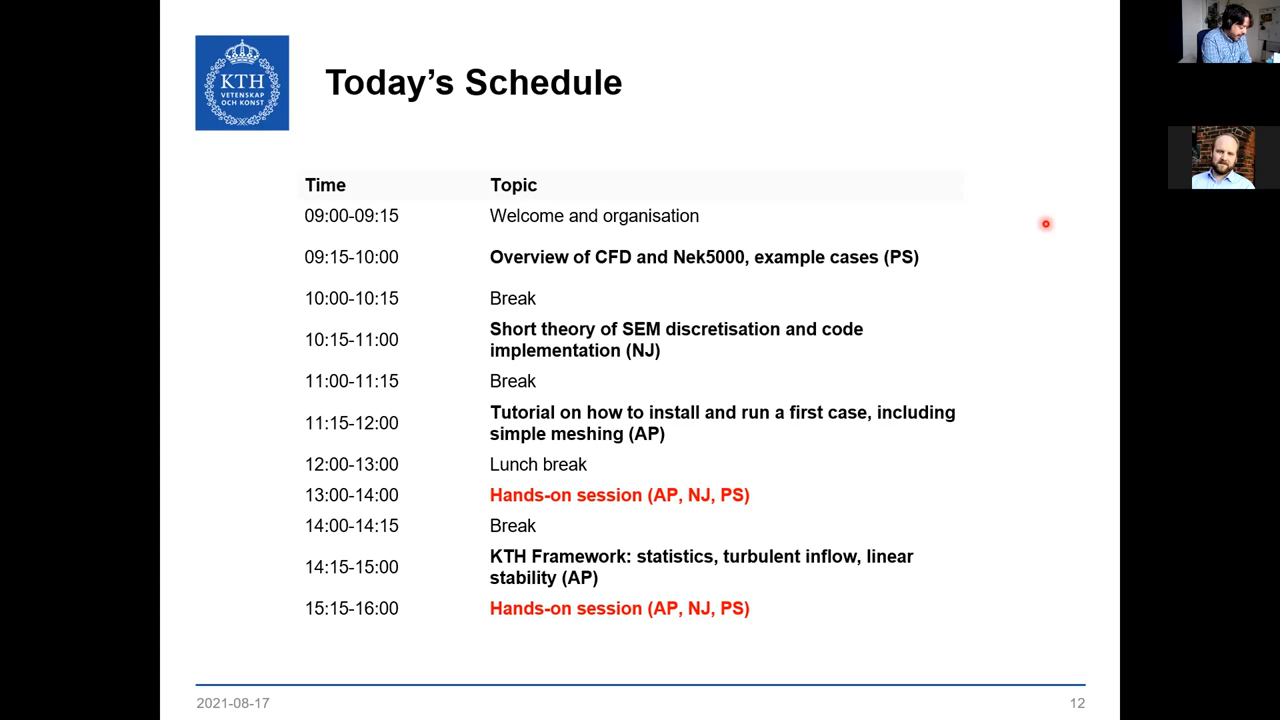 KTH
VETENSKAP
OCH KONST
Today's Schedule
Time Topic
09:00-09:15 Welcome and organisation
09:15-10:00 Overview of CFD and Nek5000, example cases (PS)
10:00-10:15 Break
10:15-11:00 Short theory of SEM discretisation and code
implementation (NJ)
11:00-11:15 Break
11:15-12:00 Tutorial on how to install and run a first case, including
simple meshing (AP)
12:00-13:00 Lunch break
13:00-14:00 Hands-on session (AP, NJ, PS)
14:00-14:15 Break
14:15-15:00 KTH Framework: statistics, turbulent inflow, linear
stability (AP)
15:15-16:00 Hands-on session (AP, NJ, PS)
2021-08-17 12